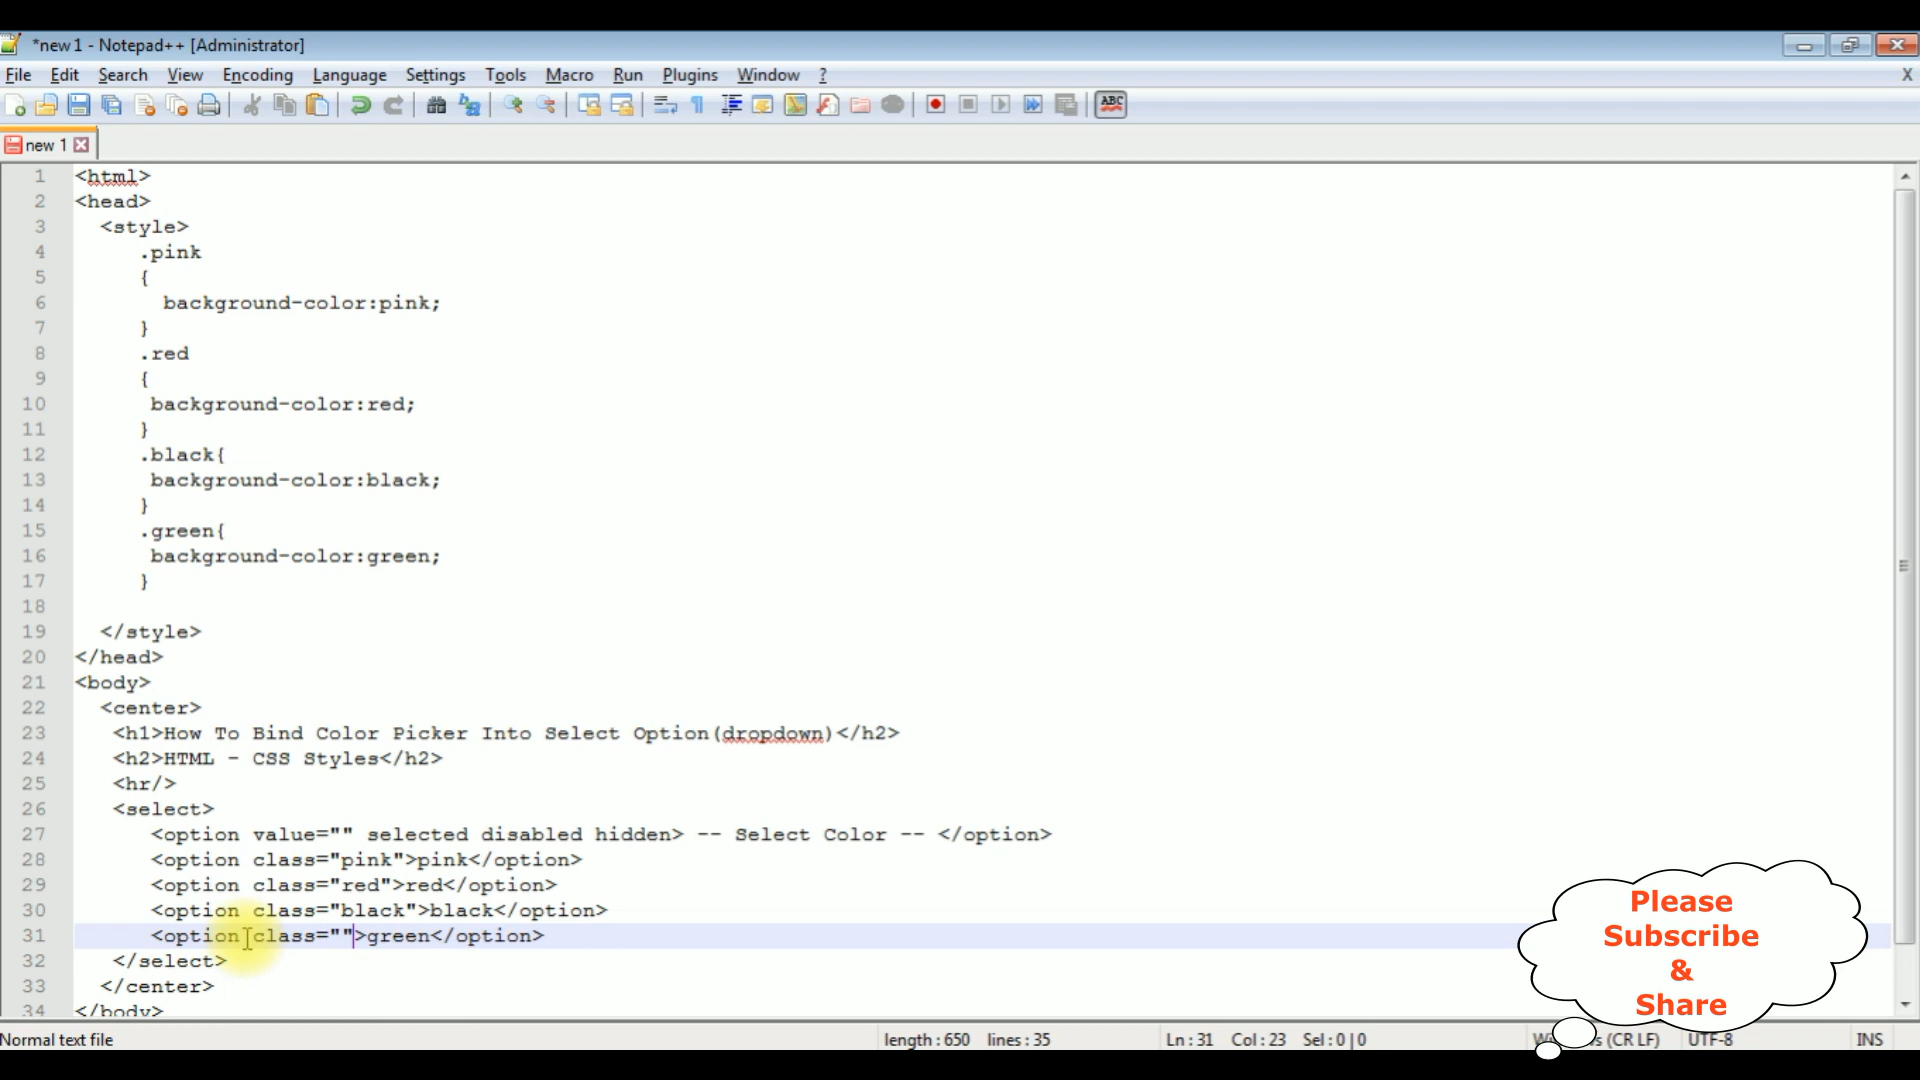 *new 1 - Notepad++ [Administrator]
File Edit Search View Encoding Language Settings Tools Macro Run Plugins Window ? X
ABC
new 1
1 <html>
2 <head>
3 <style>
4 .pink
5 {
6 background-color:pink;
7 }
8 .red
9 {
10 background-color:red;
11 }
12 .black{
13 background-color:black;
14 }
15 .green{
16 background-color:green;
17 }
18
19 </style>
20 </head>
21 <body>
22 <center>
23 <h1>How To Bind Color Picker Into Select Option(dropdown)</h2>
24 <h2>HTML - CSS Styles</h2>
25 <hr/>
26 <select>
27 <option value="" selected disabled hidden> -- Select Color -- </option>
28 <option class="pink">pink</option>
29 <option class="red">red</option>
30 <option class="black">black</option>
31 <option class="">green</option>
32 </select>
33 </center>
34 </body>
Please
Subscribe
&
Share
Normal text file length : 650 lines : 35 Ln : 31 Col : 23 Sel : 0 | 0 (CR LF) UTF-8 INS